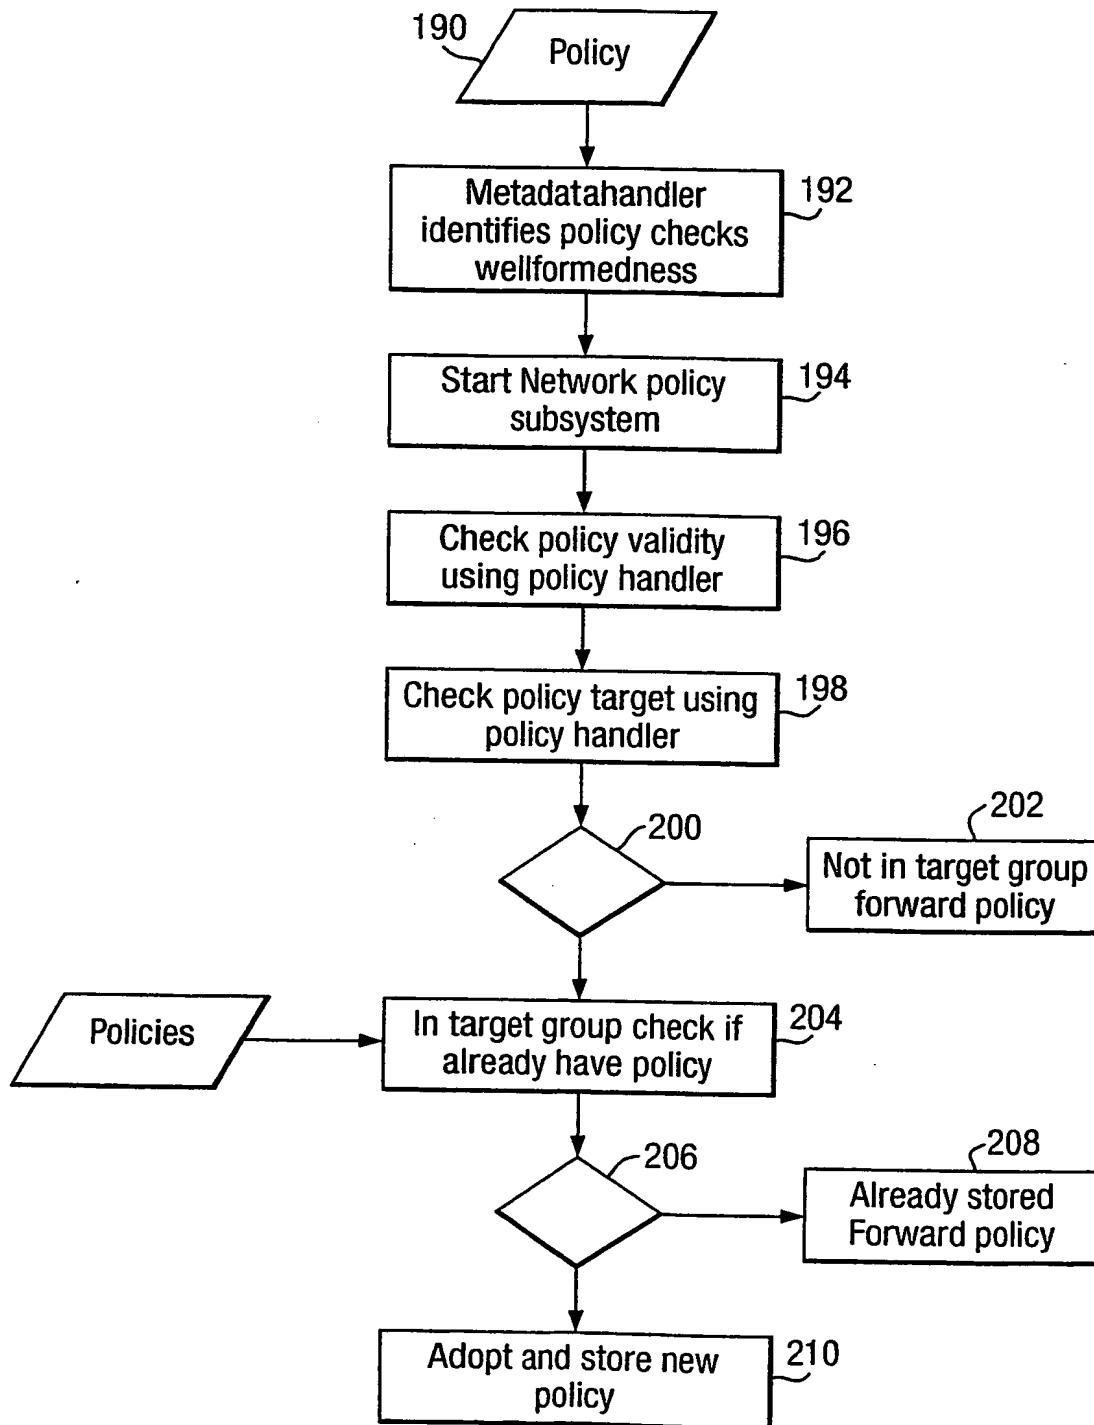 190
Policy
Metadatahandler
identifies policy checks
wellformedness
192
Start Network policy
subsystem
194
Check policy validity
using policy handler
196
Check policy target using
policy handler
198
200
202
Not in target group
forward policy
Policies
In target group check if
already have policy
204
206
208
Already stored
Forward policy
Adopt and store new
policy
210